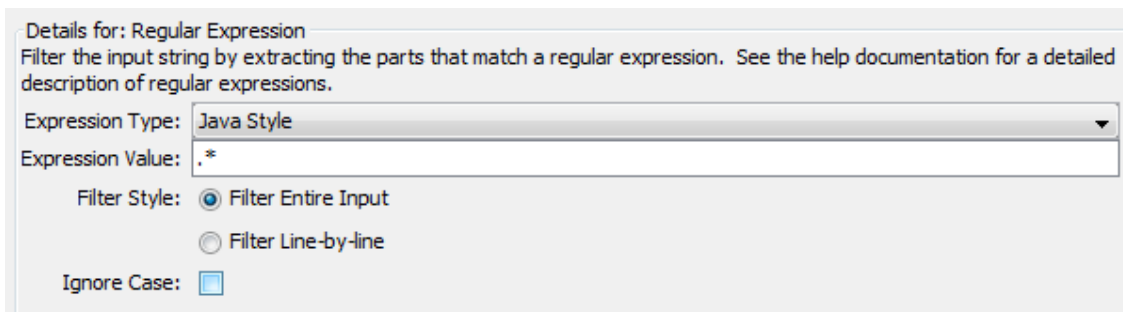 Details for: Regular Expression
Filter the input string by extracting the parts that match a regular expression.  See the help documentation for a detailed
description of regular expressions.
Expression Type: Java Style
Expression Value: .*
Filter Style: Filter Entire Input
Filter Line-by-line
Ignore Case: